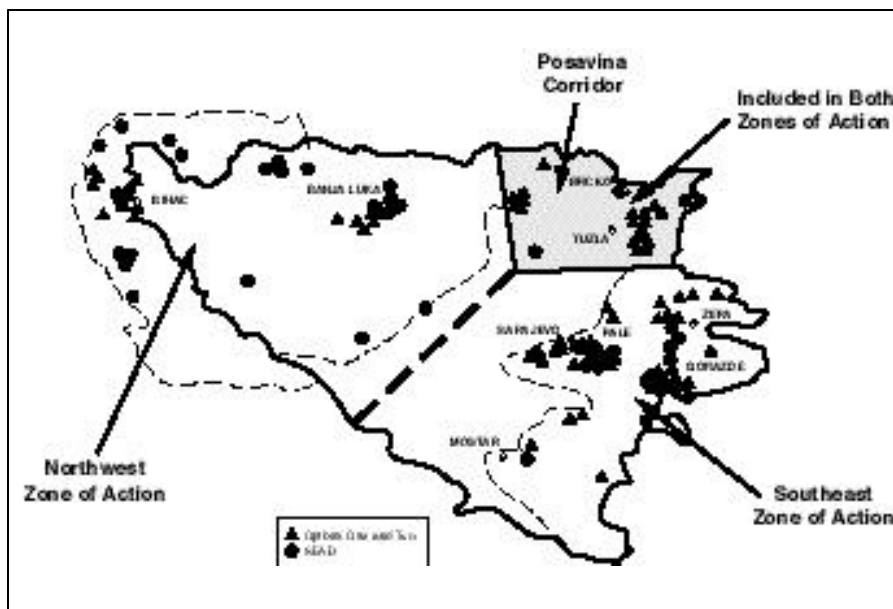 Posavina
Corridor
Included in Both
Zones of Action
BRCKO
BANJA LUKA
BIHAC
TUZLA
ZEPA
SARAJEVO
PALE
GORAZDE
MOSTAR
Northwest
Zone of Action
Southeast
Zone of Action
Options One and Two
SEAD